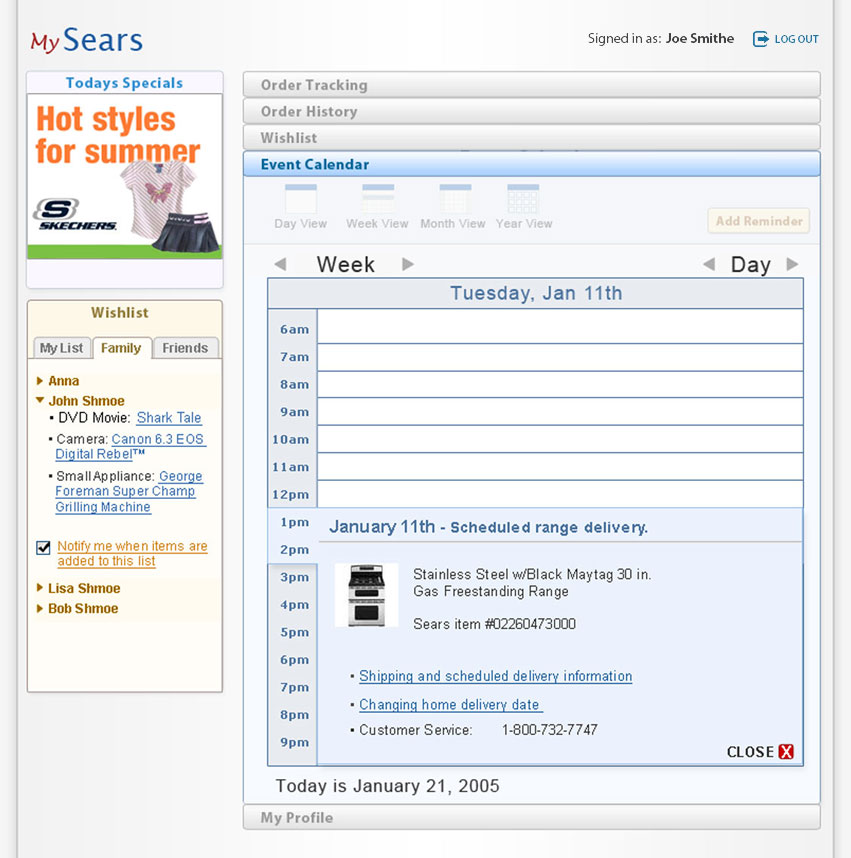 My Sears
Signed in as: Joe Smithe
LOG OUT
Todays Specials
Hot styles
for summer
S
SKECHERS.
Wishlist
My List
Family
Friends
Anna
John Shmoe
• DVD Movie: Shark Tale
• Camera: Canon 6.3 EOS
Digital Rebel™
• Small Appliance: George
Foreman Super Champ
Grilling Machine
Notify me when items are
added to this list
Lisa Shmoe
Bob Shmoe
Order Tracking
Order History
Wishlist
Event Calendar
Day View
Week View
Month View
Year View
Add Reminder
Week
Day
Tuesday, Jan 11th
6am
7am
8am
9am
10am
11am
12pm
1pm
2pm
3pm
4pm
5pm
6pm
7pm
8pm
9pm
January 11th - Scheduled range delivery.
Stainless Steel w/Black Maytag 30 in.
Gas Freestanding Range
Sears item #02260473000
• Shipping and scheduled delivery information
• Changing home delivery date
• Customer Service: 1-800-732-7747
CLOSE X
Today is January 21, 2005
My Profile